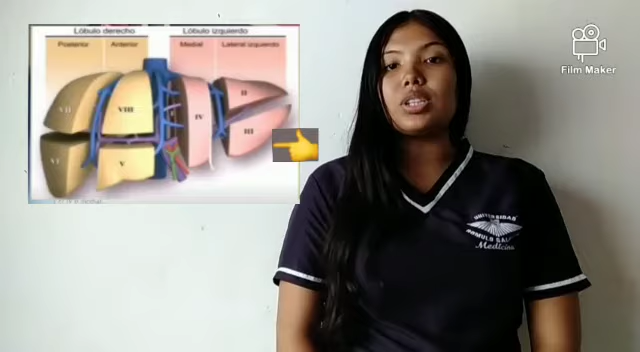 Lóbulo derecho
Lóbulo izquierdo
Posterior
Anterior
Medial
Lateral izquierdo
VII
VIII
II
IV
III
VI
V
Film Maker
UNIVERSIDAD
Medicina